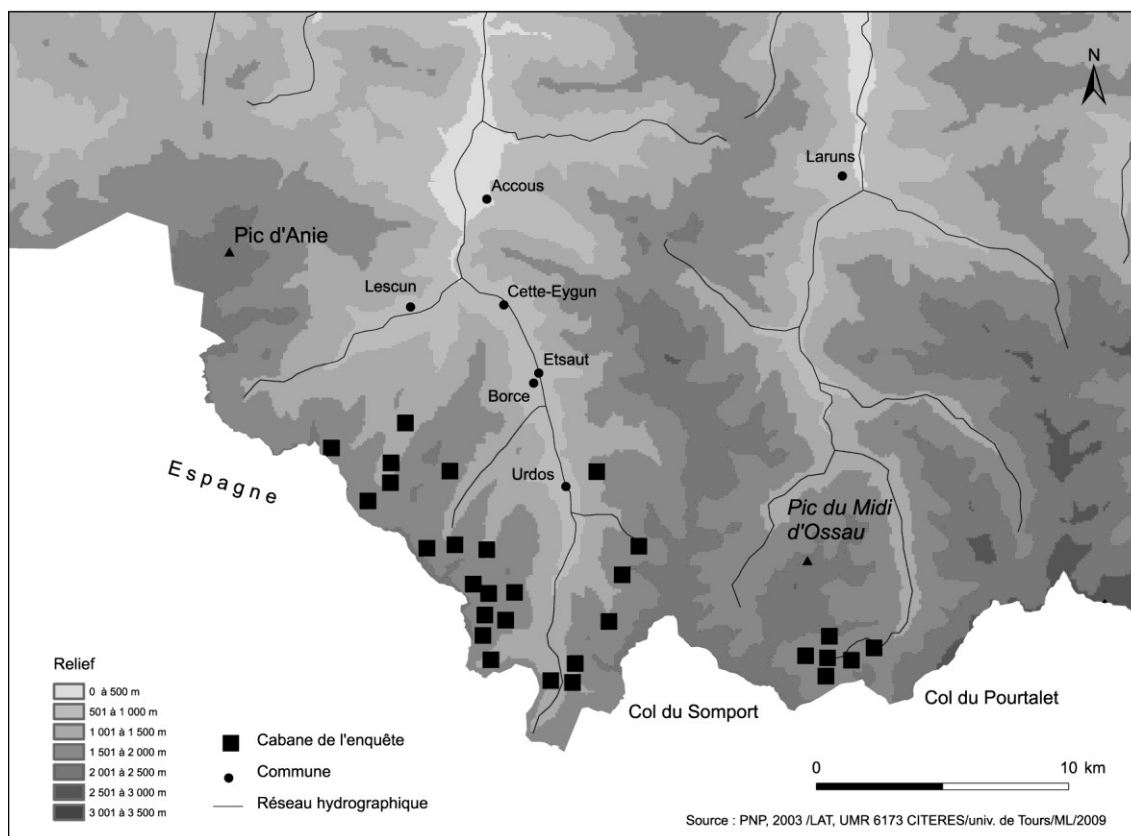 N
Laruns
Accous
Pic d'Anie
Lescun
Cette-Eygun
Etsaut
Borce
Espagne
Urdos
Pic du Midi
d'Ossau
Relief
0 à 500 m
501 à 1 000 m
1 001 à 1 500 m
1 501 à 2 000 m
2 001 à 2 500 m
2 501 à 3 000 m
3 001 à 3 500 m
Cabane de l'enquête
Commune
Réseau hydrographique
Col du Somport
Col du Pourtalet
0 10 km
Source : PNP, 2003 /LAT, UMR 6173 CITERES/univ. de Tours/ML/2009